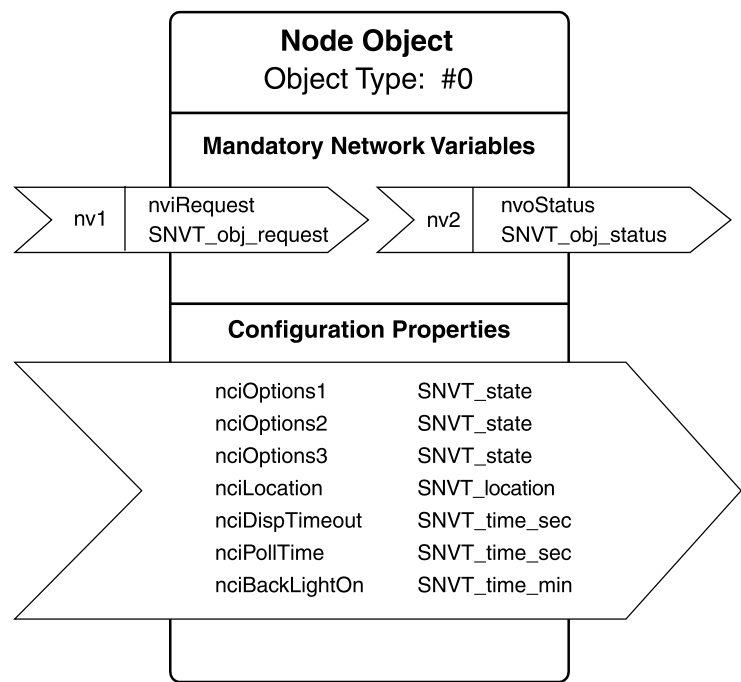 Node Object
Object Type: #0
Mandatory Network Variables
nv1
nviRequest
SNVT_obj_request
nv2
nvoStatus
SNVT_obj_status
Configuration Properties
nciOptions1 SNVT_state
nciOptions2 SNVT_state
nciOptions3 SNVT_state
nciLocation SNVT_location
nciDispTimeout SNVT_time_sec
nciPollTime SNVT_time_sec
nciBackLightOn SNVT_time_min